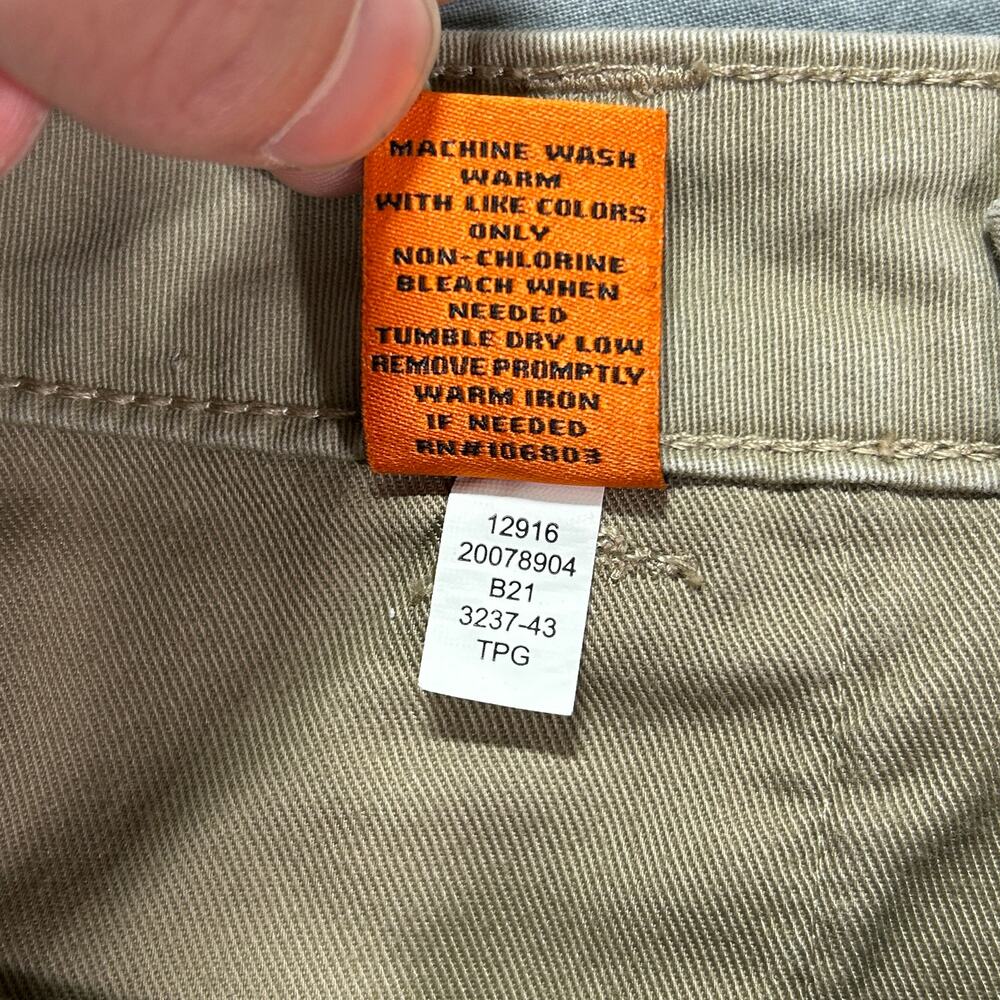 MACHINE WASH
WARM
WITH LIKE COLORS
ONLY
NON-CHLORINE
BLEACH WHEN
NEEDED
TUMBLE DRY LOW
REMOVE PROMPTLY
WARM IRON
IF NEEDED
RN#106803
12916
20078904
B21
3237-43
TPG